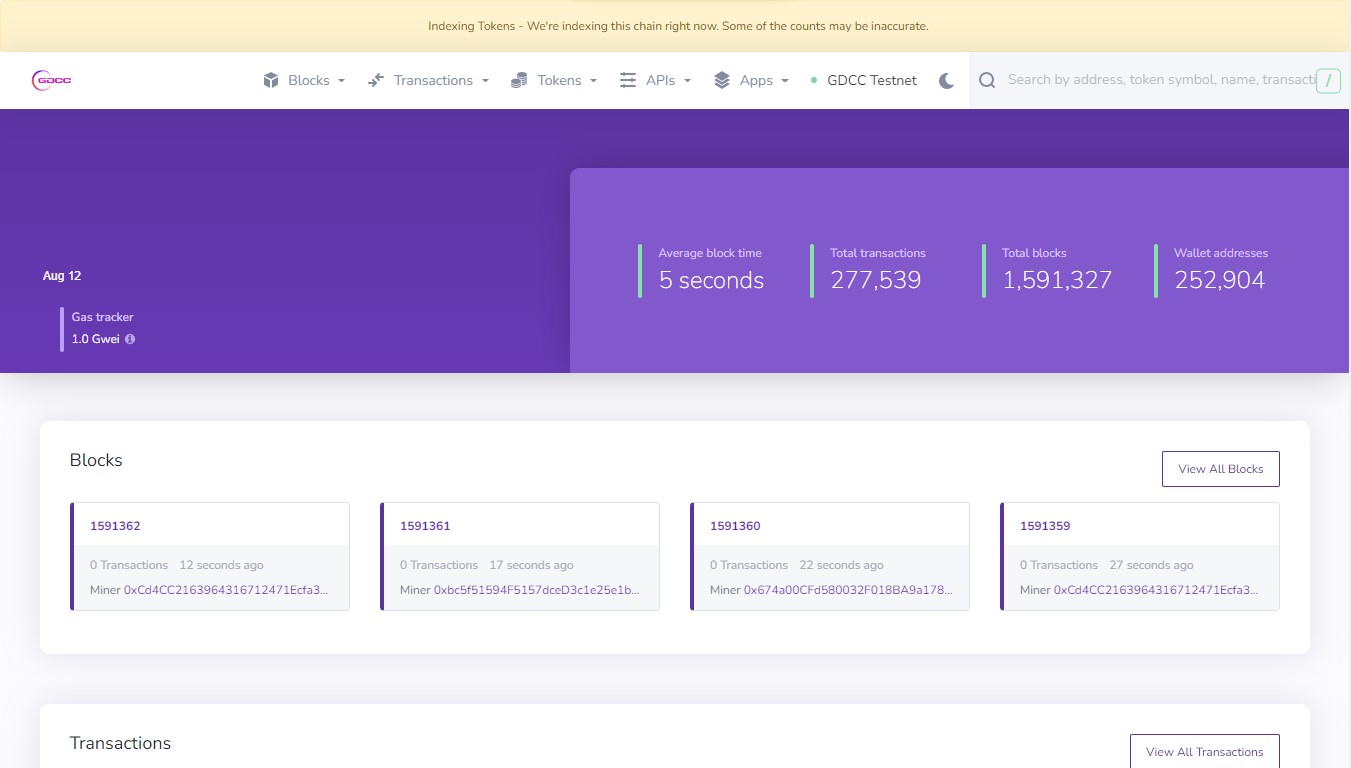 Indexing Tokens - We're indexing this chain right now. Some of the counts may be inaccurate.
GDCC
Blocks
Transactions
Tokens
APIs
Apps
GDCC Testnet
Search by address, token symbol, name, transacti
/
Average block time
5 seconds
Total transactions
277,539
Total blocks
1,591,327
Wallet addresses
252,904
Aug 12
Gas tracker
1.0 Gwei
Blocks
View All Blocks
1591362
0 Transactions 12 seconds ago
Miner 0xCd4CC2163964316712471Ecfa3...
1591361
0 Transactions 17 seconds ago
Miner 0xbc5f51594F5157dceD3c1e25e1b...
1591360
0 Transactions 22 seconds ago
Miner 0x674a00CFd580032F018BA9a178...
1591359
0 Transactions 27 seconds ago
Miner 0xCd4CC2163964316712471Ecfa3...
Transactions
View All Transactions